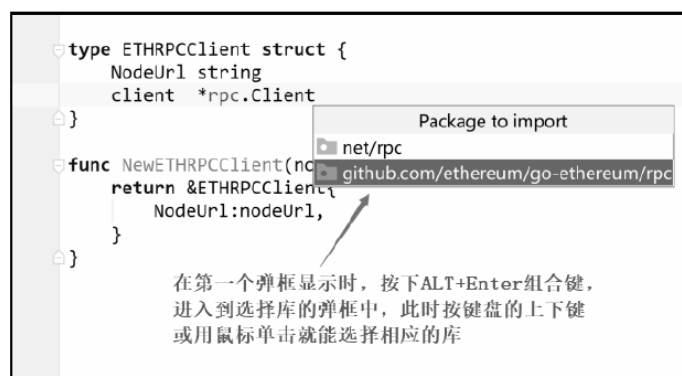 type ETHRPCClient struct {
NodeUrl string
client *rpc.Client
}
Package to import
net/rpc
github.com/ethereum/go-ethereum/rpc
func NewETHRPCClient(nc
return &ETHRPCClient{
NodeUrl:nodeUrl,
}
}
在第一个弹框显示时，按下ALT+Enter组合键，
进入到选择库的弹框中，此时按键盘的上下键
或用鼠标单击就能选择相应的库